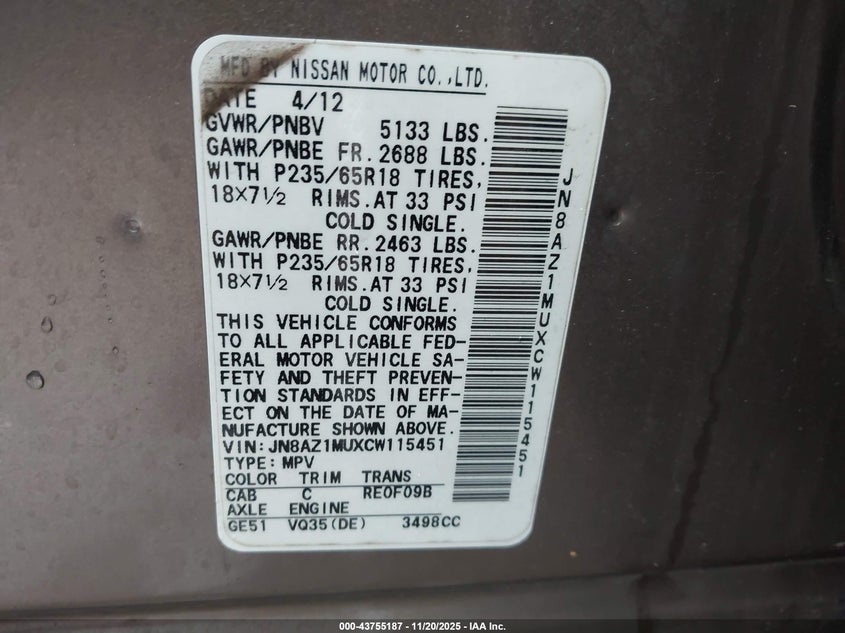 MFD BY NISSAN MOTOR CO.,LTD.
DATE 4/12
GVWR/PNBV 5133 LBS.
GAWR/PNBE FR.2688 LBS.
WITH P235/65R18 TIRES,
18×7½ RIMS.AT 33 PSI
COLD SINGLE.
GAWR/PNBE RR.2463 LBS.
WITH P235/65R18 TIRES,
18×7½ RIMS.AT 33 PSI
COLD SINGLE.
THIS VEHICLE CONFORMS
TO ALL APPLICABLE FED-
ERAL MOTOR VEHICLE SA-
FETY AND THEFT PREVEN-
TION STANDARDS IN EFF-
ECT ON THE DATE OF MA-
NUFACTURE SHOWN ABOVE.
VIN:JN8AZ1MUXCW115451
TYPE:MPV
COLOR TRIM TRANS
CAB C RE0F09B
AXLE ENGINE
GE51 VQ35(DE) 3498CC
JN8AZ1MUXCW115451
000-43755187 - 11/20/2025 - IAA Inc.